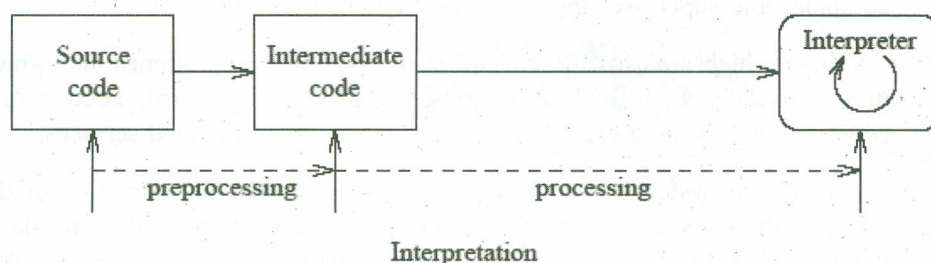 Source
code
Intermediate
code
Interpreter
preprocessing
processing
Interpretation